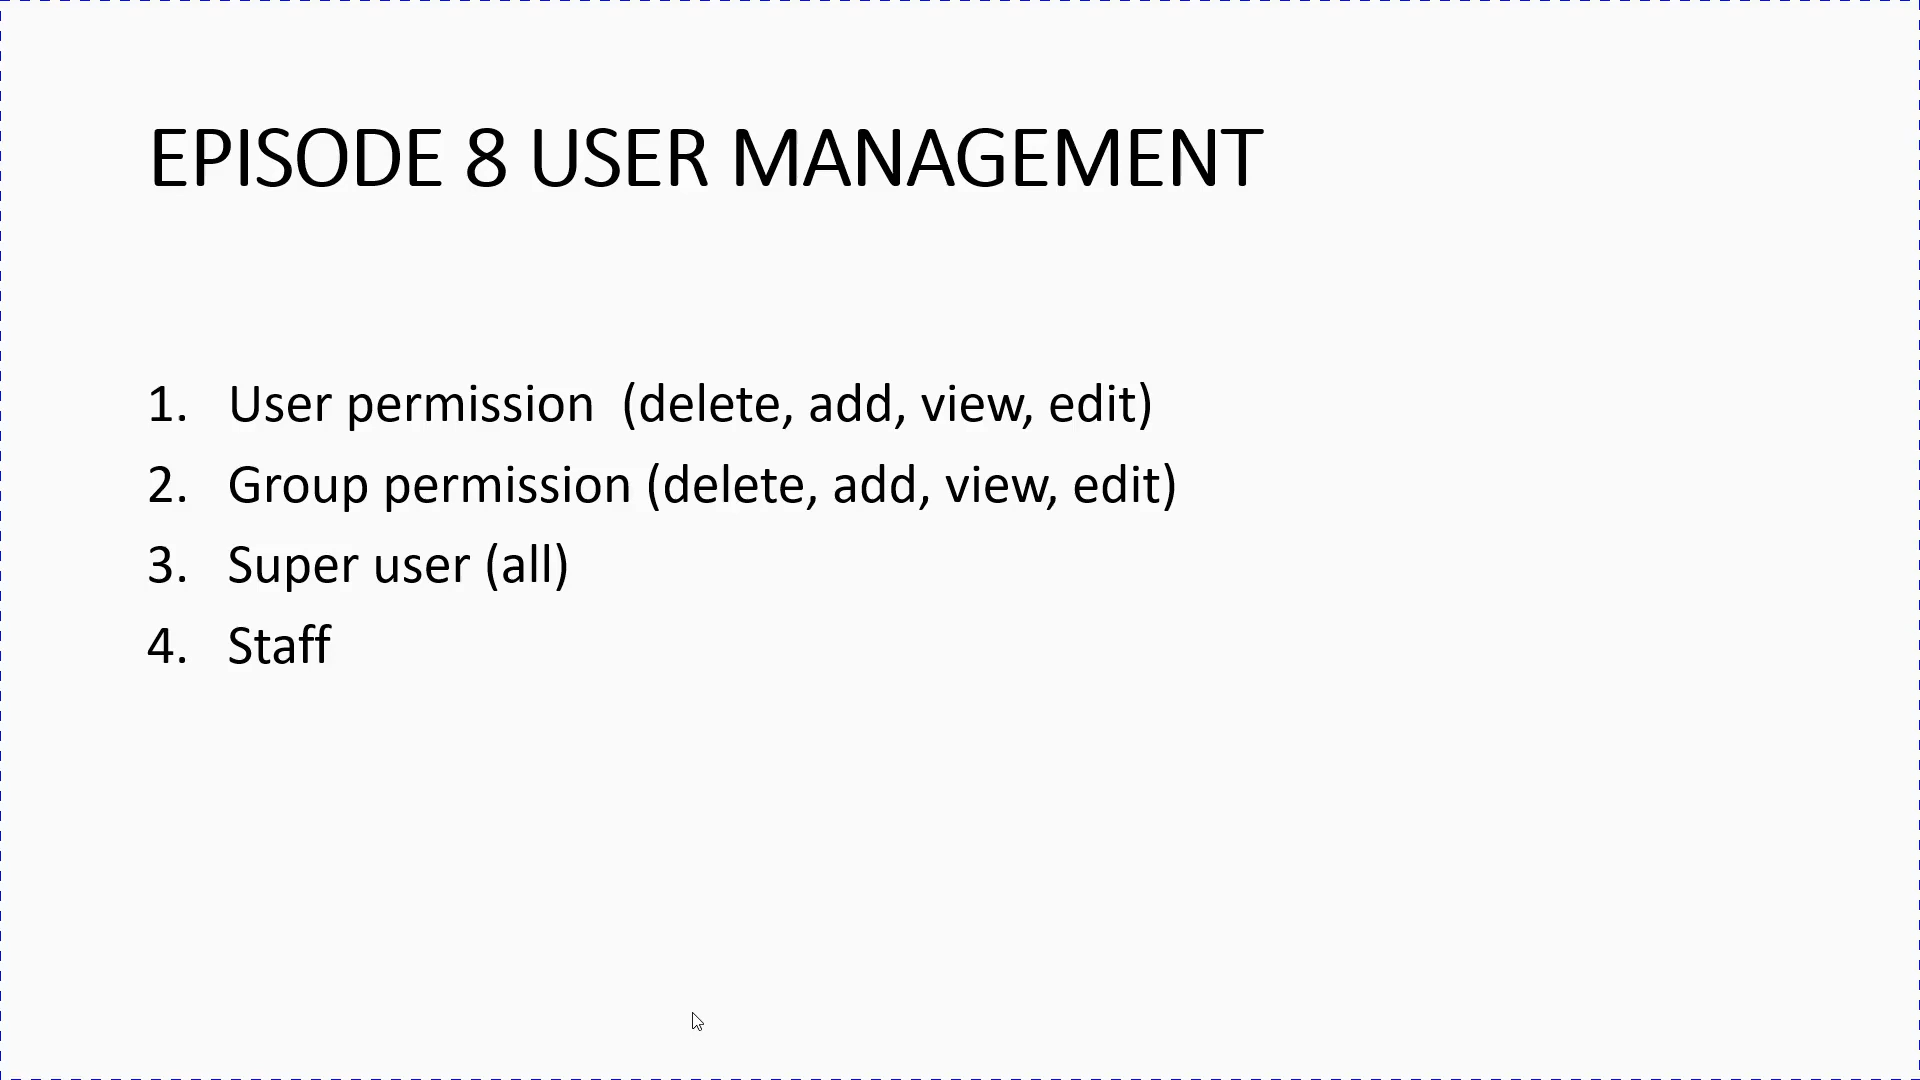 EPISODE 8 USER MANAGEMENT
1. User permission  (delete, add, view, edit)
2. Group permission (delete, add, view, edit)
3. Super user (all)
4. Staff